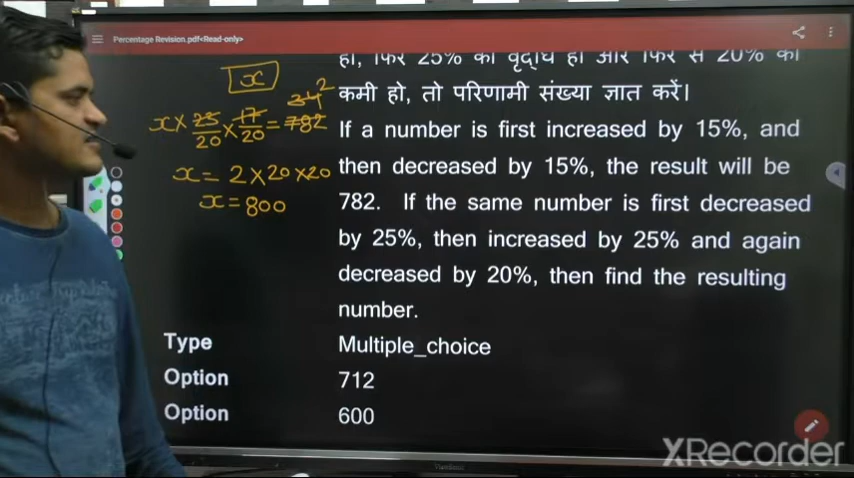 Percentage Revision.pdf<Read-only>
हो, फिर 25% की वृद्धि हो और फिर से 20% की
कमी हो, तो परिणामी संख्या ज्ञात करें।
If a number is first increased by 15%, and
then decreased by 15%, the result will be
782. If the same number is first decreased
by 25%, then increased by 25% and again
decreased by 20%, then find the resulting
number.
Type Multiple_choice
Option 712
Option 600
x
x × 23/20 × 17/20 = 782
34 2
x = 2×20×20
x = 800
XRecorder